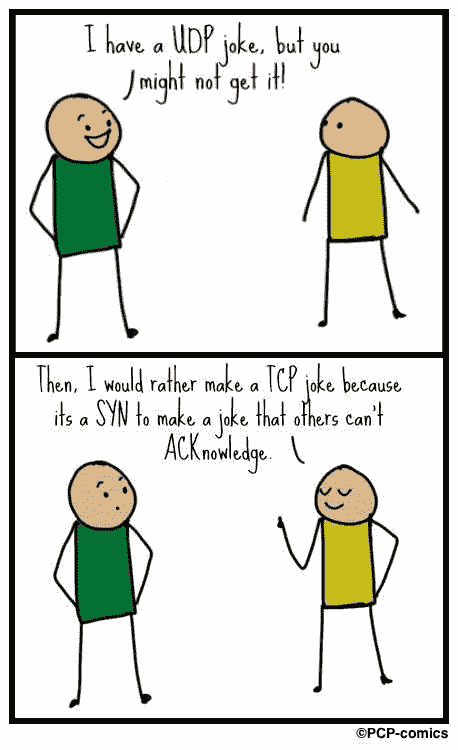 I have a UDP joke, but you
might not get it!
Then, I would rather make a TCP joke because
its a SYN to make a joke that others can't
ACKnowledge.
©PCP-comics